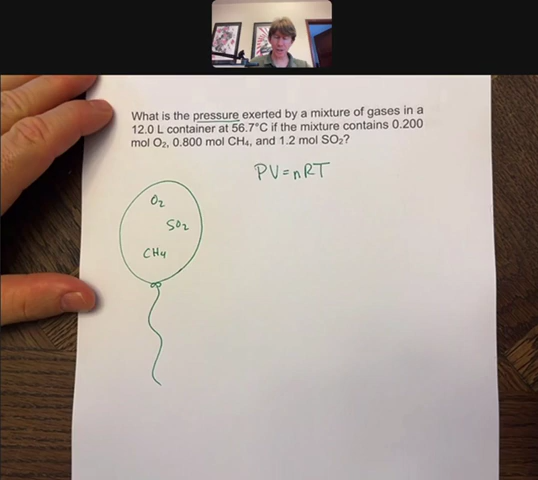 What is the pressure exerted by a mixture of gases in a
12.0 L container at 56.7°C if the mixture contains 0.200
mol O₂, 0.800 mol CH₄, and 1.2 mol SO₂?
PV=nRT
O₂
SO₂
CH₄